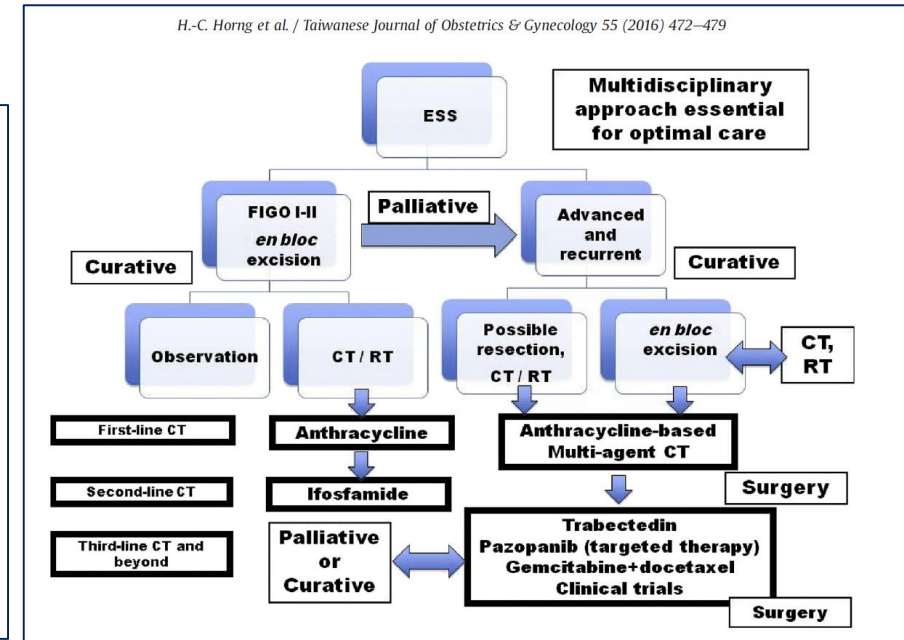 H.-C. Horng et al. / Taiwanese Journal of Obstetrics & Gynecology 55 (2016) 472–479
Multidisciplinary
approach essential
for optimal care
ESS
FIGO I-II
en bloc
excision
Palliative
Advanced
and
recurrent
Curative
Curative
Observation
CT / RT
Possible
resection,
CT / RT
en bloc
excision
CT,
RT
First-line CT
Anthracycline
Anthracycline-based
Multi-agent CT
Second-line CT
Ifosfamide
Surgery
Third-line CT and
beyond
Palliative
or
Curative
Trabectedin
Pazopanib (targeted therapy)
Gemcitabine+docetaxel
Clinical trials
Surgery